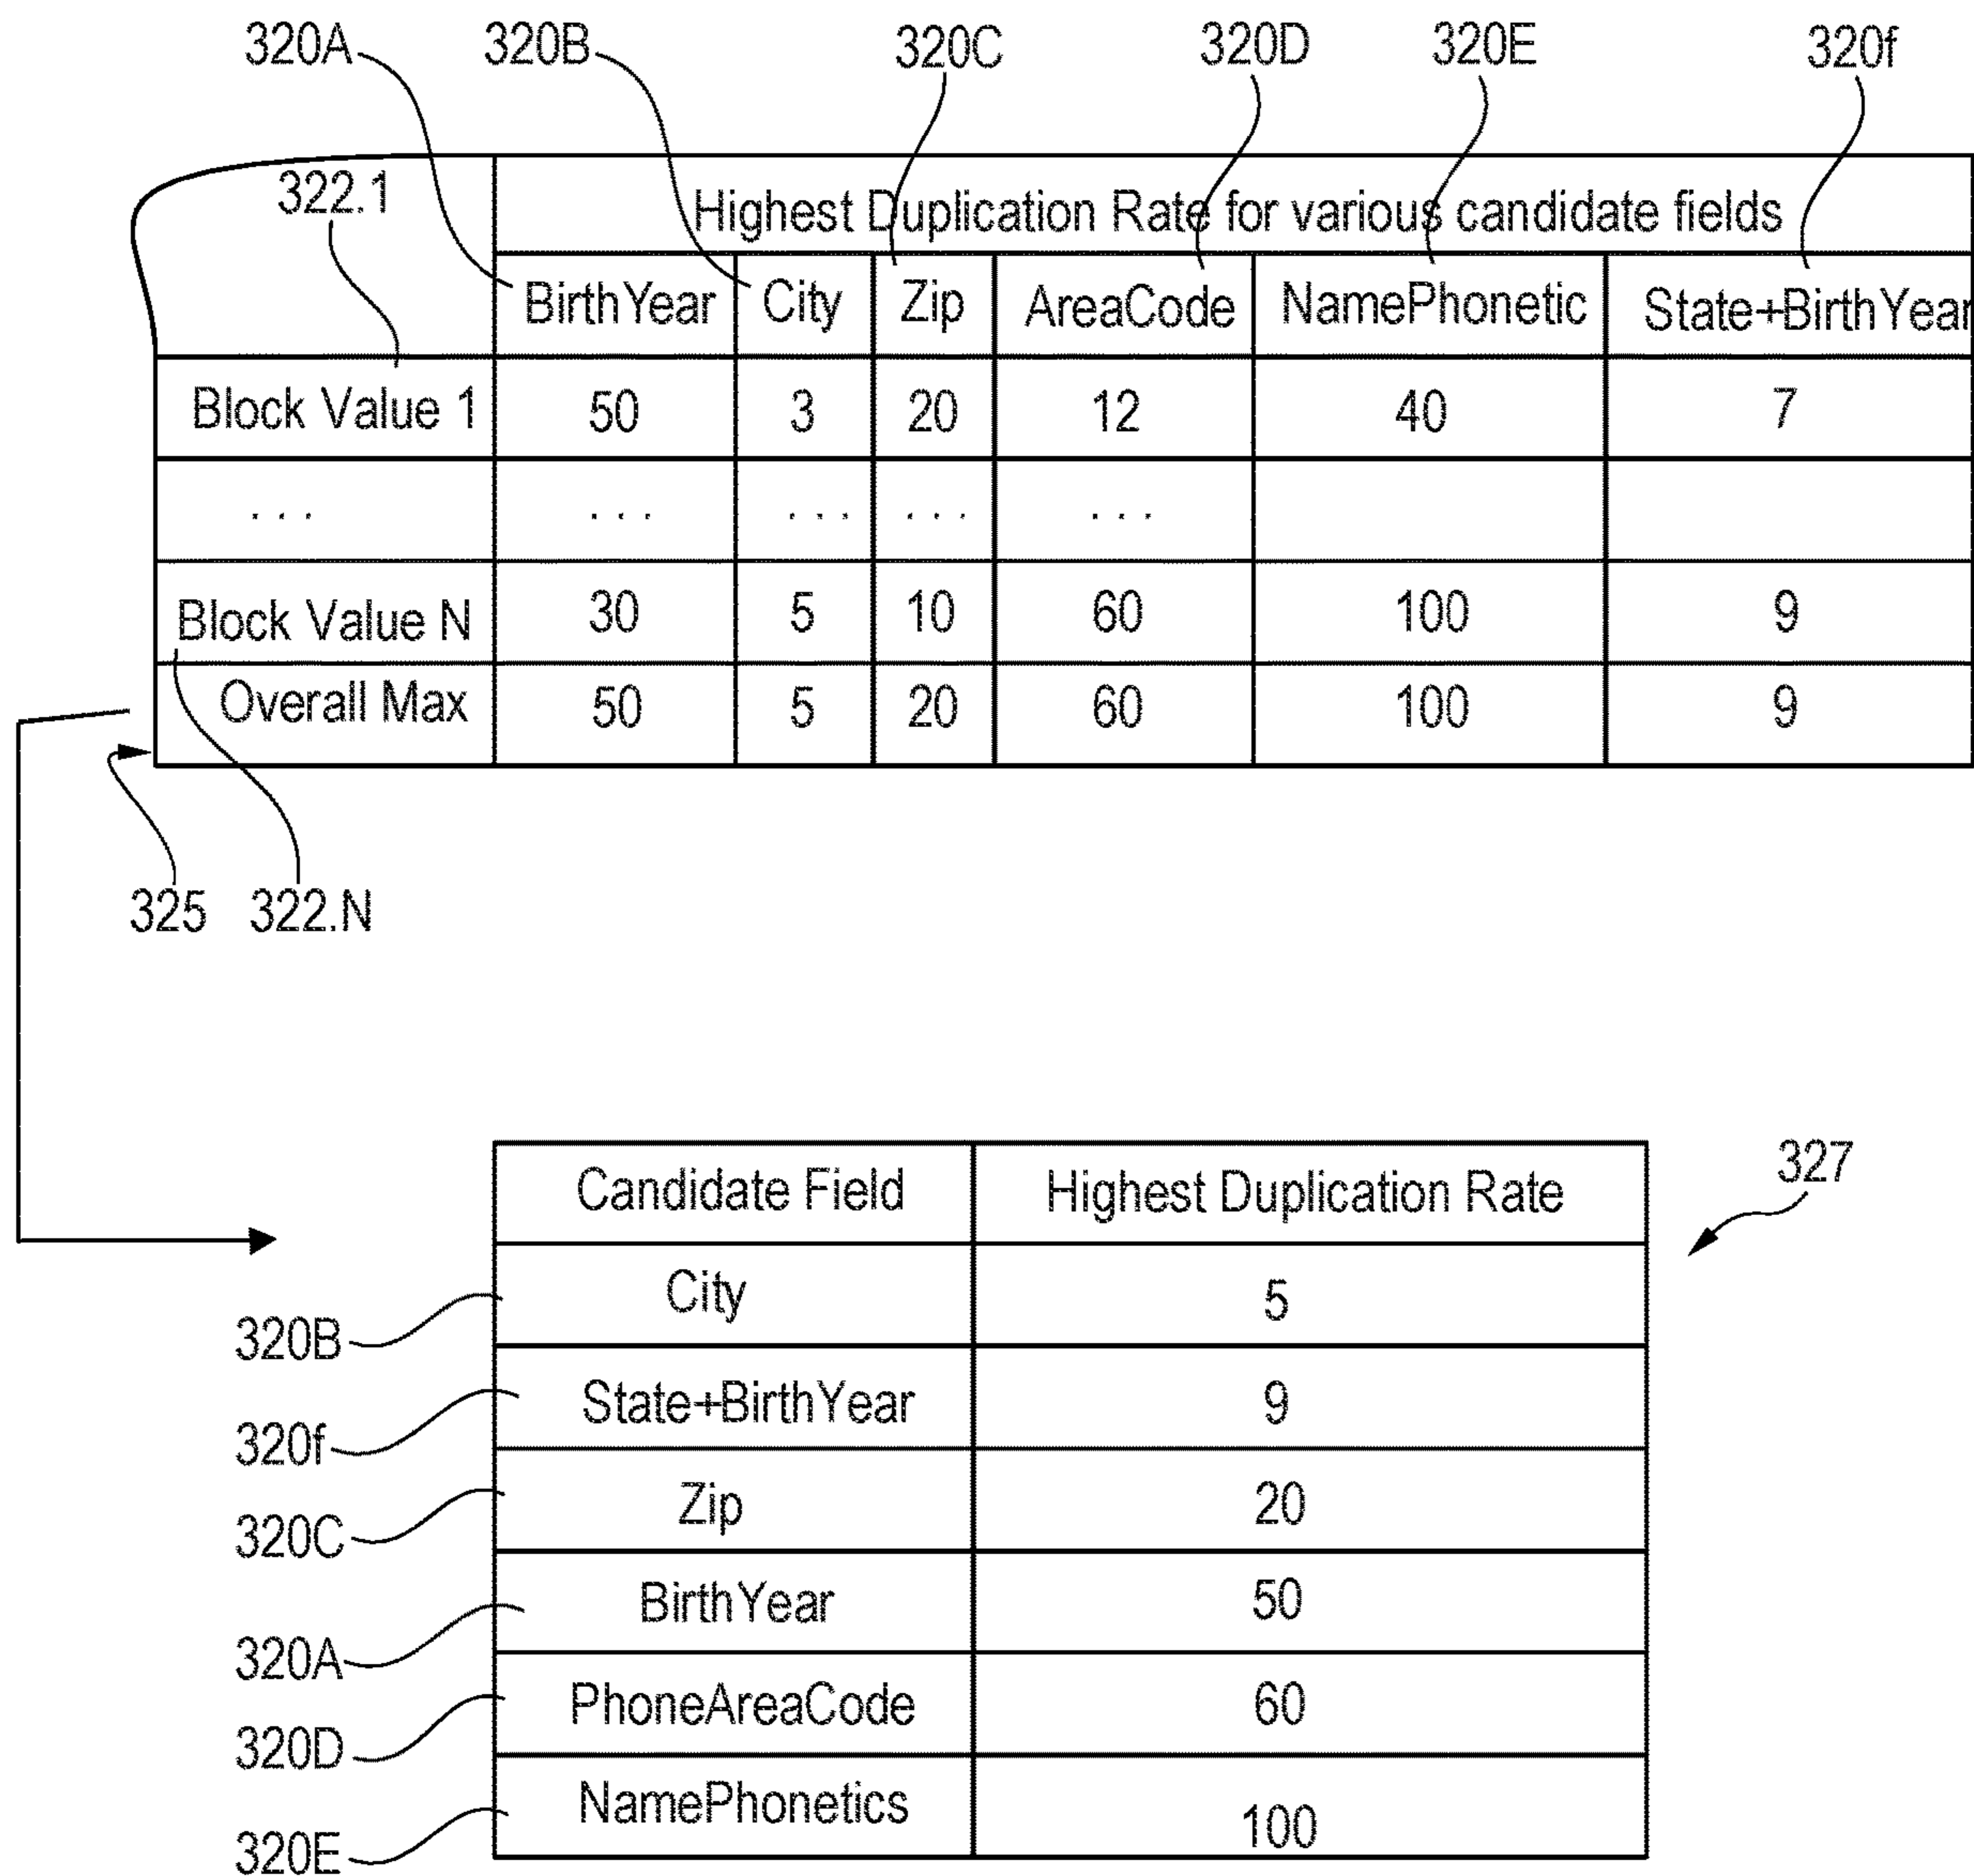 320A 320B 320C 320D 320E 320f
322.1 Highest Duplication Rate for various candidate fields
BirthYear City Zip AreaCode NamePhonetic State+BirthYear
Block Value 1 50 3 20 12 40 7
... ... ... ... ...
Block Value N 30 5 10 60 100 9
Overall Max 50 5 20 60 100 9
325 322.N
Candidate Field Highest Duplication Rate 327
City 5
320B
State+BirthYear 9
320f
Zip 20
320C
BirthYear 50
320A
PhoneAreaCode 60
320D
NamePhonetics 100
320E